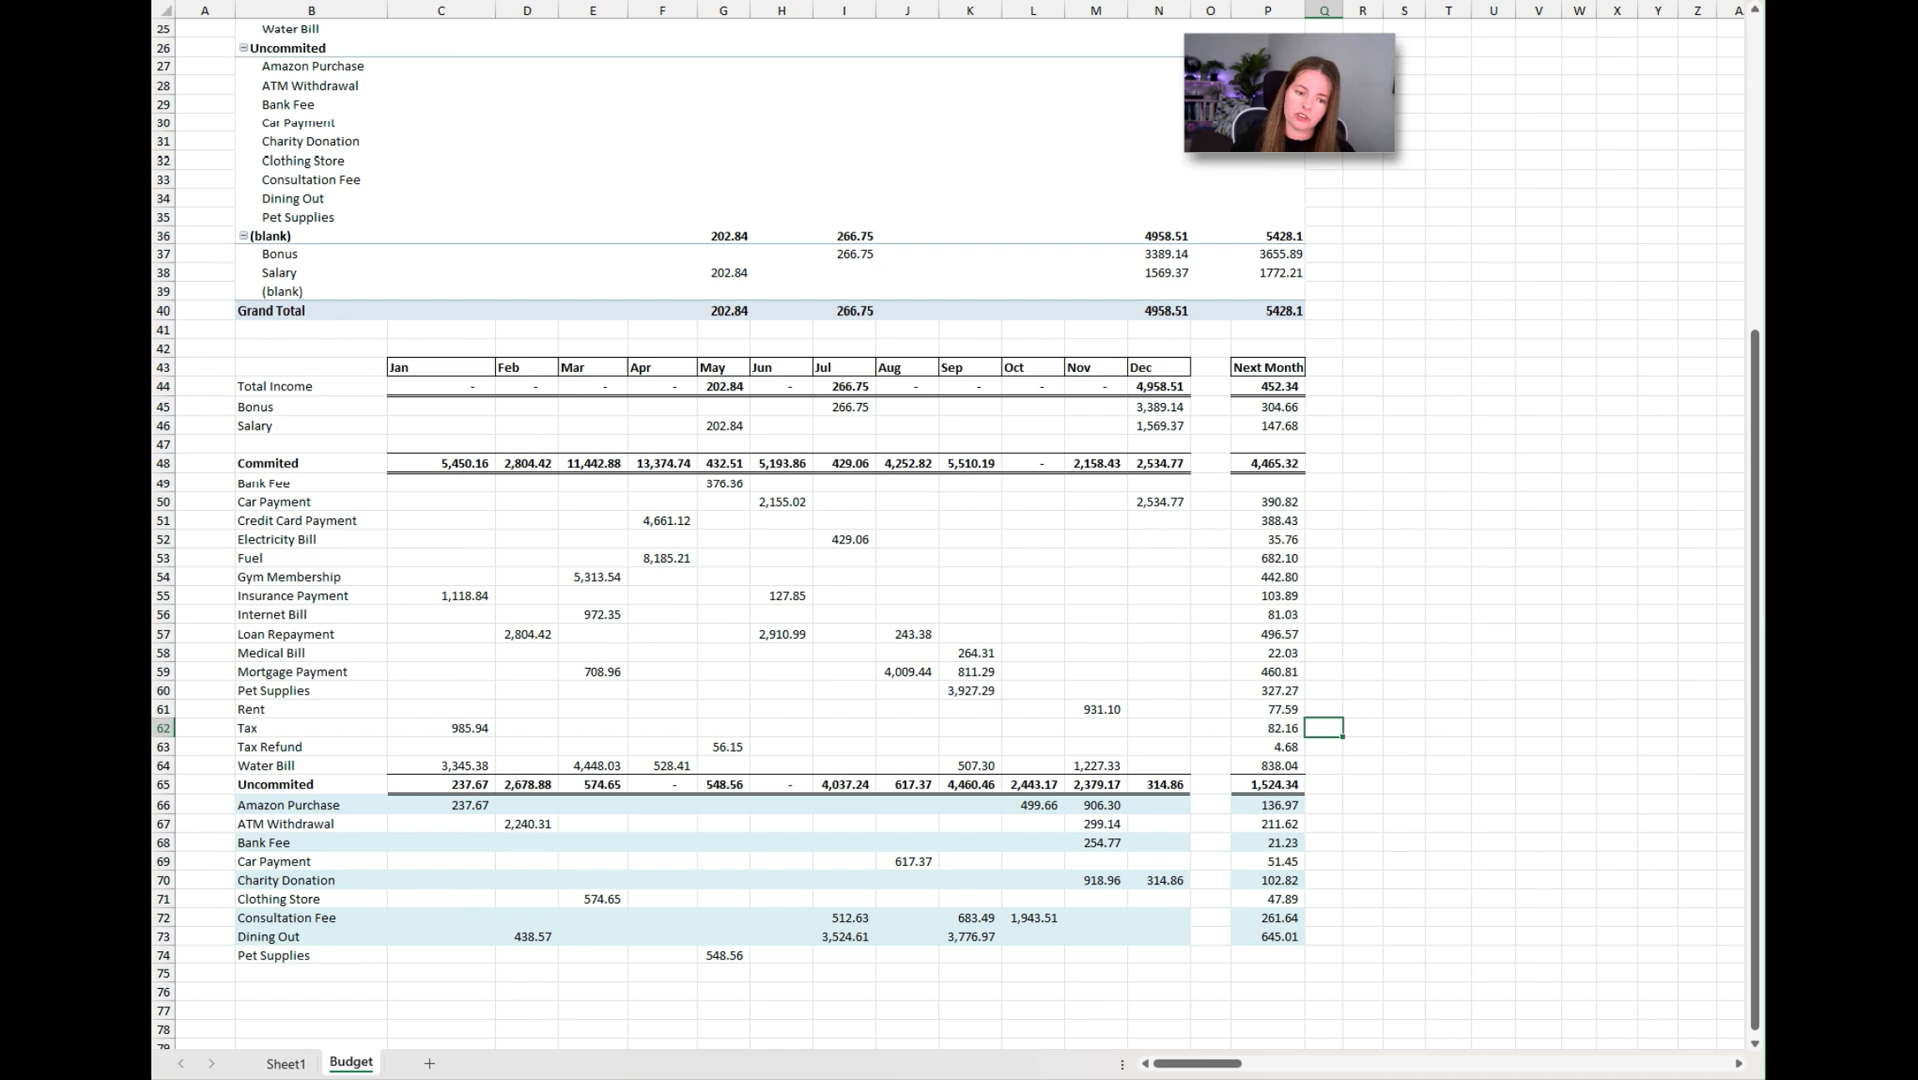 A B C D E F G H I J K L M N O P Q R S T U V W X Y Z A
25 Water Bill
26 Uncommited
27 Amazon Purchase
28 ATM Withdrawal
29 Bank Fee
30 Car Payment
31 Charity Donation
32 Clothing Store
33 Consultation Fee
34 Dining Out
35 Pet Supplies
36 (blank) 202.84 266.75 4958.51 5428.1
37 Bonus 266.75 3389.14 3655.89
38 Salary 202.84 1569.37 1772.21
39 (blank)
40 Grand Total 202.84 266.75 4958.51 5428.1
41
42
43 Jan Feb Mar Apr May Jun Jul Aug Sep Oct Nov Dec Next Month
44 Total Income - - - - 202.84 - 266.75 - - - - 4,958.51 452.34
45 Bonus 266.75 3,389.14 304.66
46 Salary 202.84 1,569.37 147.68
47
48 Commited 5,450.16 2,804.42 11,442.88 13,374.74 432.51 5,193.86 429.06 4,252.82 5,510.19 - 2,158.43 2,534.77 4,465.32
49 Bank Fee 376.36
50 Car Payment 2,155.02 2,534.77 390.82
51 Credit Card Payment 4,661.12 388.43
52 Electricity Bill 429.06 35.76
53 Fuel 8,185.21 682.10
54 Gym Membership 5,313.54 442.80
55 Insurance Payment 1,118.84 127.85 103.89
56 Internet Bill 972.35 81.03
57 Loan Repayment 2,804.42 2,910.99 243.38 496.57
58 Medical Bill 264.31 22.03
59 Mortgage Payment 708.96 4,009.44 811.29 460.81
60 Pet Supplies 3,927.29 327.27
61 Rent 931.10 77.59
62 Tax 985.94 82.16
63 Tax Refund 56.15 4.68
64 Water Bill 3,345.38 4,448.03 528.41 507.30 1,227.33 838.04
65 Uncommited 237.67 2,678.88 574.65 - 548.56 - 4,037.24 617.37 4,460.46 2,443.17 2,379.17 314.86 1,524.34
66 Amazon Purchase 237.67 499.66 906.30 136.97
67 ATM Withdrawal 2,240.31 299.14 211.62
68 Bank Fee 254.77 21.23
69 Car Payment 617.37 51.45
70 Charity Donation 918.96 314.86 102.82
71 Clothing Store 574.65 47.89
72 Consultation Fee 512.63 683.49 1,943.51 261.64
73 Dining Out 438.57 3,524.61 3,776.97 645.01
74 Pet Supplies 548.56
75
76
77
78
79
Sheet1 Budget